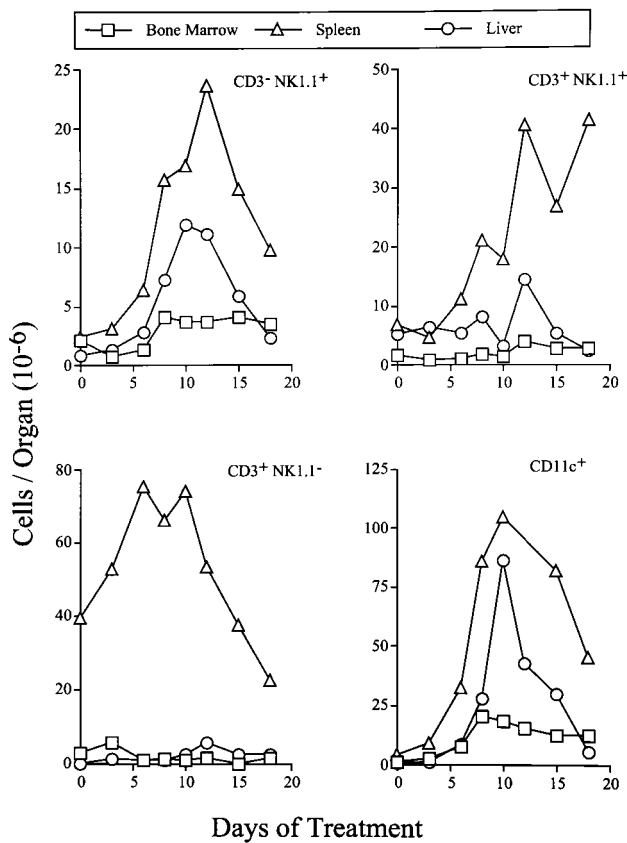 Bone Marrow Spleen Liver
CD3- NK1.1+
25
20
15
10
5
0
0 5 10 15 20
CD3+ NK1.1+
50
40
30
20
10
0
0 5 10 15 20
CD3+ NK1.1-
80
60
40
20
0
0 5 10 15 20
CD11c+
125
100
75
50
25
0
0 5 10 15 20
Cells / Organ (10-6)
Days of Treatment